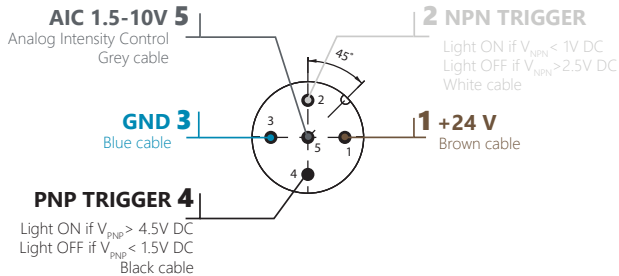 AIC 1.5-10V 5
Analog Intensity Control
Grey cable
2 NPN TRIGGER
Light ON if VNPN< 1V DC
Light OFF if VNPN>2.5V DC
White cable
45°
2
GND 3
Blue cable
3
5
1
1 +24 V
Brown cable
4
PNP TRIGGER 4
Light ON if VPNP> 4.5V DC
Light OFF if VPNP< 1.5V DC
Black cable